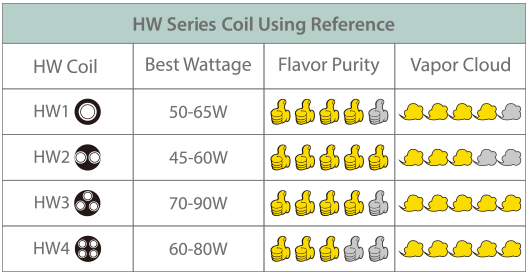 HW Series Coil Using Reference
HW Coil Best Wattage Flavor Purity Vapor Cloud
HW1 50-65W
HW2 45-60W
HW3 70-90W
HW4 60-80W